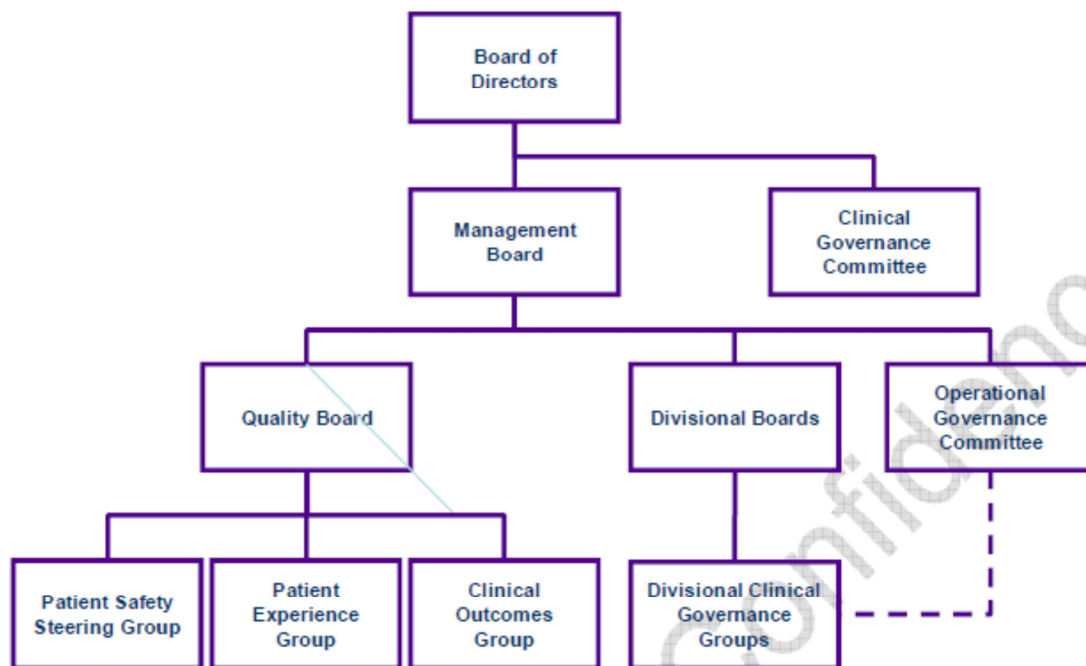 Board of
Directors
Management
Board
Clinical
Governance
Committee
Quality Board
Divisional Boards
Operational
Governance
Committee
Patient Safety
Steering Group
Patient
Experience
Group
Clinical
Outcomes
Group
Divisional Clinical
Governance
Groups